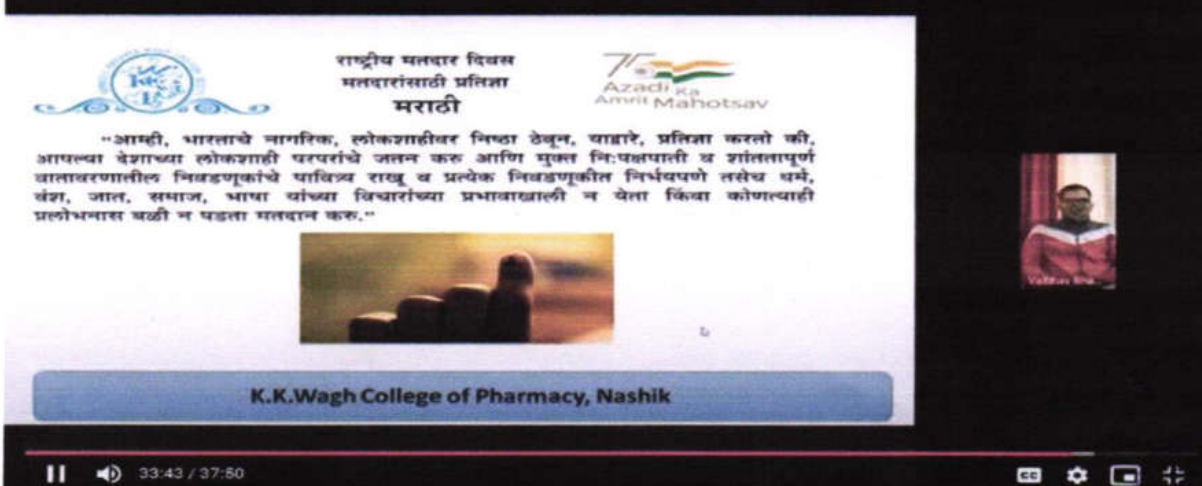 राष्ट्रीय मतदार दिवस
मतदारांसाठी प्रतिज्ञा
मराठी
75
Azadi Ka
Amrit Mahotsav
“आम्ही, भारताचे नागरिक, लोकशाहीवर निष्ठा ठेवून, याद्वारे, प्रतिज्ञा करतो की,
आपल्या देशाच्या लोकशाही परपरांचे जतन करु आणि मुक्त नि:पक्षपाती व शांततापूर्ण
वातावरणातील निवडणूकांचे पावित्र्य राखू व प्रत्येक निवडणूकीत निर्भयपणे तसेच धर्म,
वंश, जात, समाज, भाषा यांच्या विचारांच्या प्रभावाखाली न येता किंवा कोणत्याही
प्रलोभनास बळी न पडता मतदान करु.”
K.K.Wagh College of Pharmacy, Nashik
33:43 / 37:50
CC